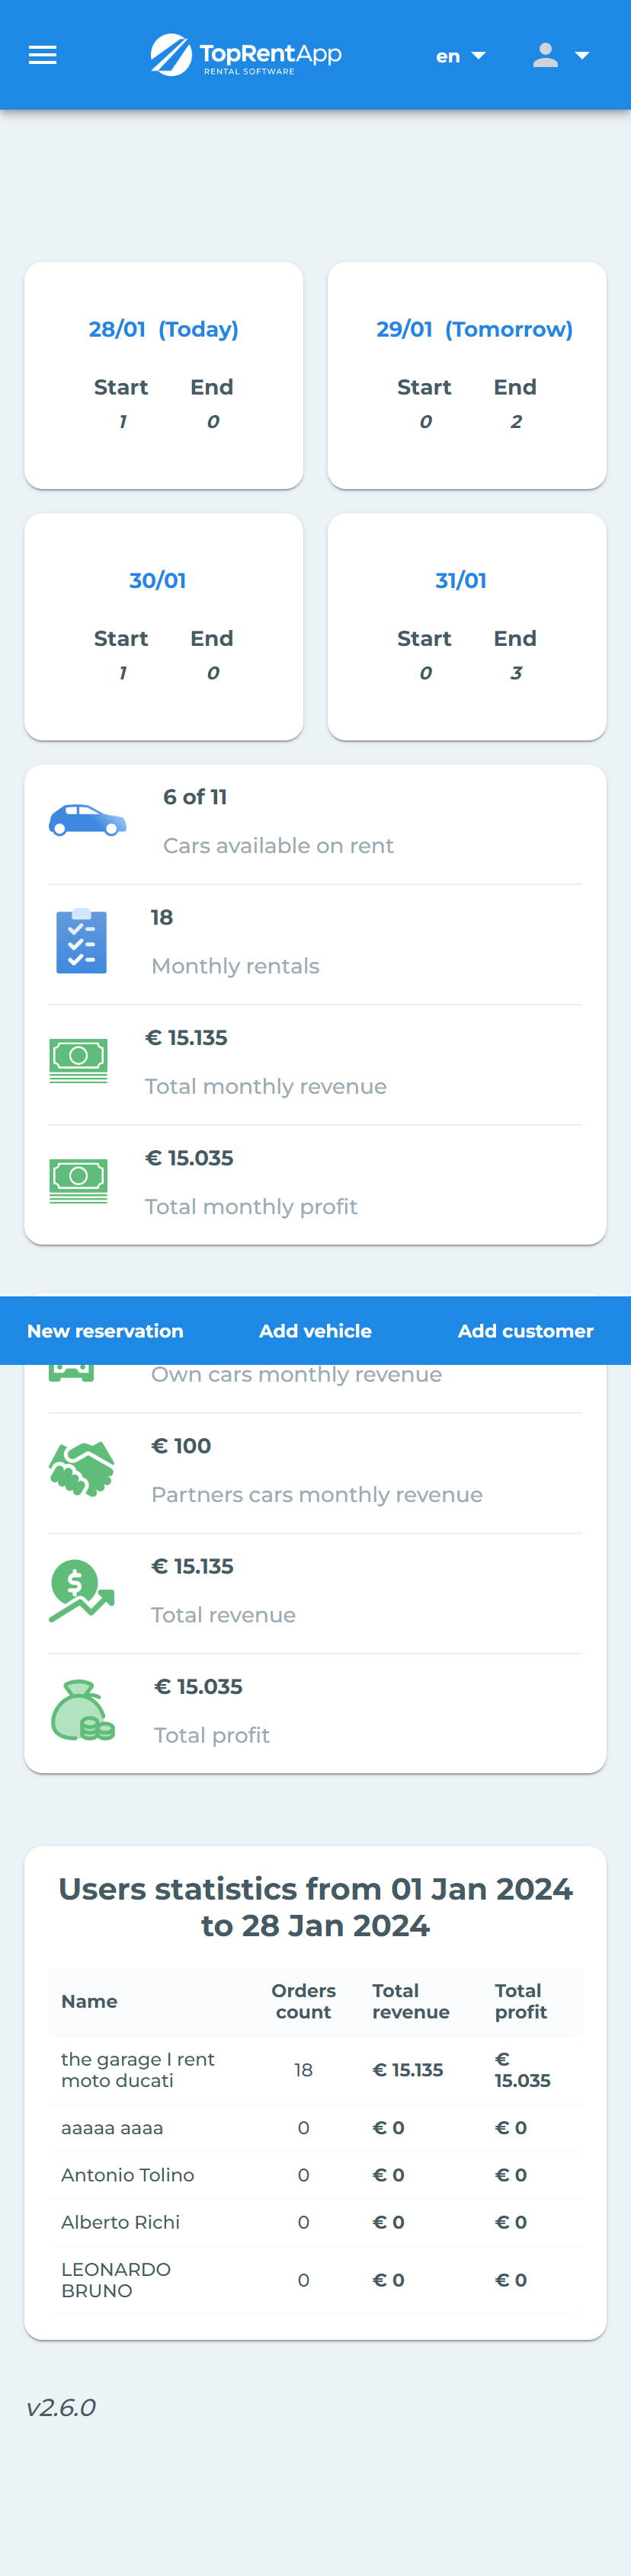 TopRentApp
RENTAL SOFTWARE
en
28/01 (Today)
Start End
1 0
29/01 (Tomorrow)
Start End
0 2
30/01
Start End
1 0
31/01
Start End
0 3
6 of 11
Cars available on rent
18
Monthly rentals
€ 15.135
Total monthly revenue
€ 15.035
Total monthly profit
New reservation Add vehicle Add customer
Own cars monthly revenue
€ 100
Partners cars monthly revenue
€ 15.135
Total revenue
€ 15.035
Total profit
Users statistics from 01 Jan 2024
to 28 Jan 2024
Name Orders count Total revenue Total profit
the garage I rent moto ducati 18 € 15.135 € 15.035
aaaaa aaaa 0 € 0 € 0
Antonio Tolino 0 € 0 € 0
Alberto Richi 0 € 0 € 0
LEONARDO BRUNO 0 € 0 € 0
v2.6.0